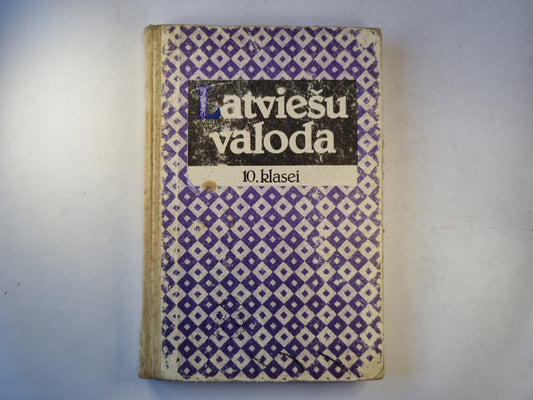 Latviešu
valoda
10. klasei